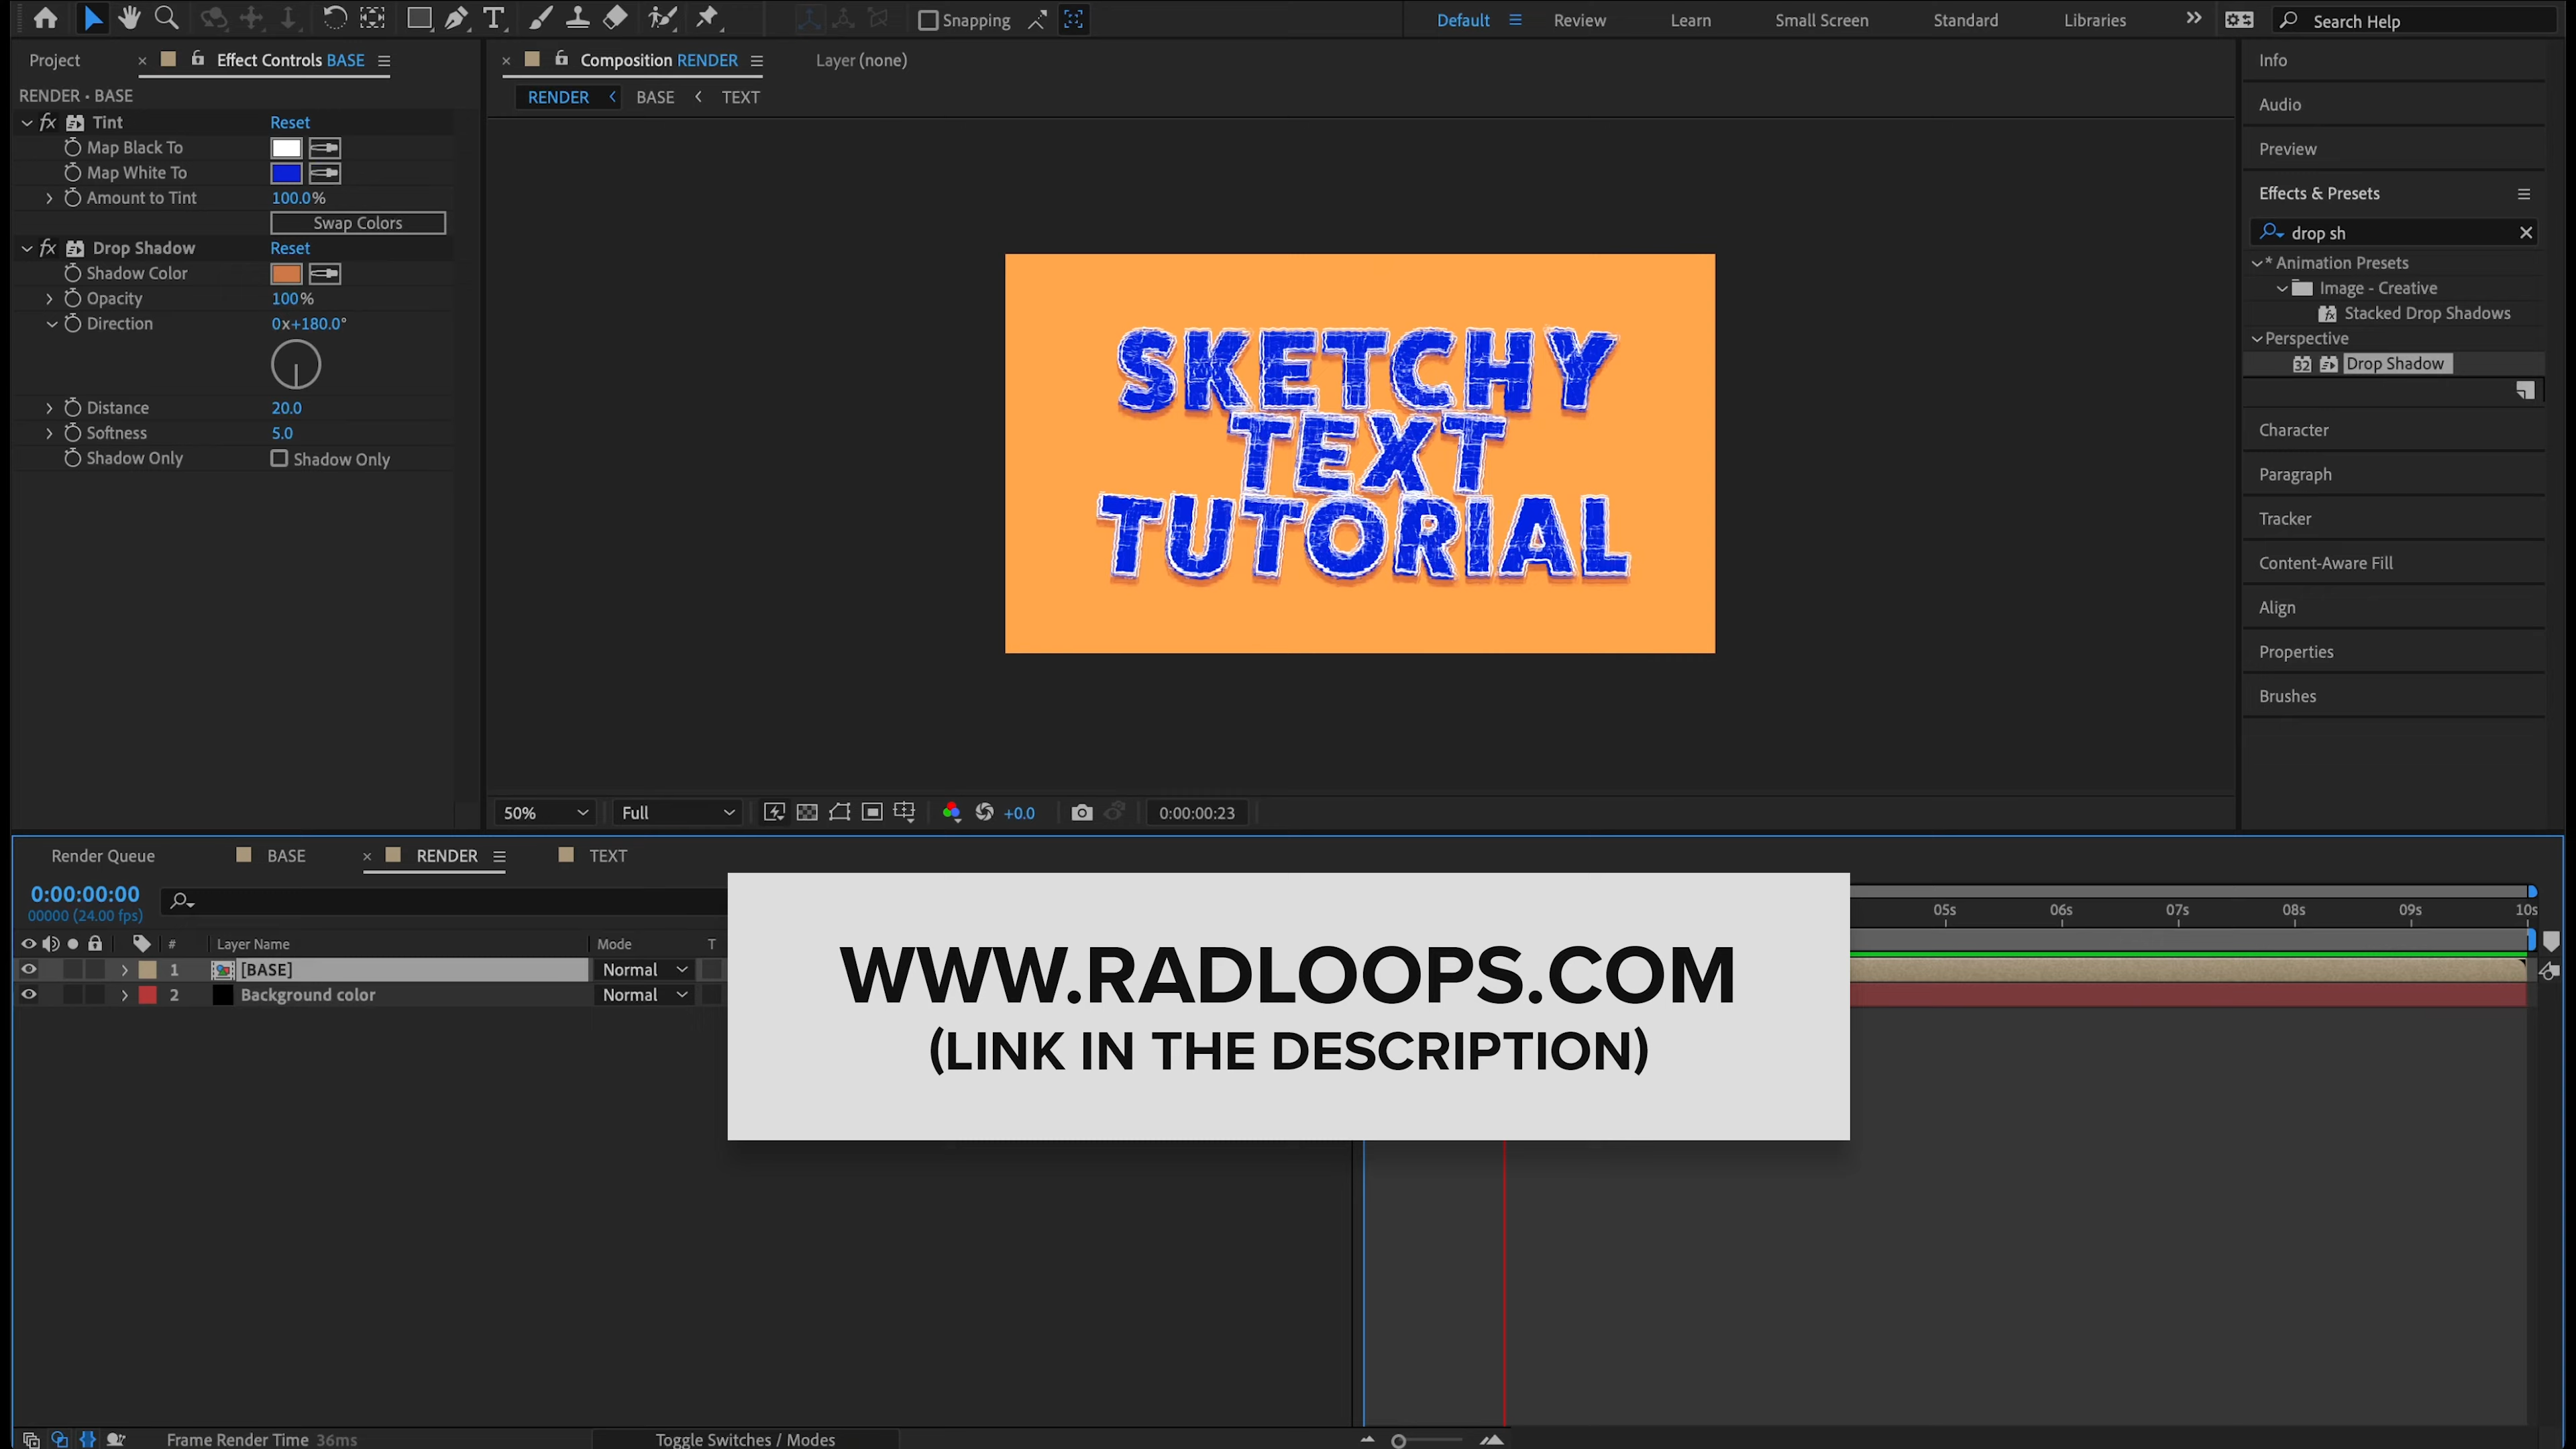 Snapping
Default
Review
Learn
Small Screen
Standard
Libraries
Search Help
Project
Effect Controls BASE
RENDER • BASE
fx Tint Reset
Map Black To
Map White To
Amount to Tint 100.0%
Swap Colors
fx Drop Shadow Reset
Shadow Color
Opacity 100%
Direction 0x+180.0°
Distance 20.0
Softness 5.0
Shadow Only Shadow Only
Composition RENDER
Layer (none)
RENDER BASE TEXT
SKETCHY
TEXT
TUTORIAL
50% Full +0.0 0:00:00:23
Info
Audio
Preview
Effects & Presets
drop sh
* Animation Presets
Image - Creative
Stacked Drop Shadows
Perspective
32 Drop Shadow
Character
Paragraph
Tracker
Content-Aware Fill
Align
Properties
Brushes
Render Queue BASE RENDER TEXT
0:00:00:00
00000 (24.00 fps)
# Layer Name Mode T
1 [BASE] Normal
2 Background color Normal
05s 06s 07s 08s 09s 10s
WWW.RADLOOPS.COM
(LINK IN THE DESCRIPTION)
Frame Render Time 36ms
Toggle Switches / Modes